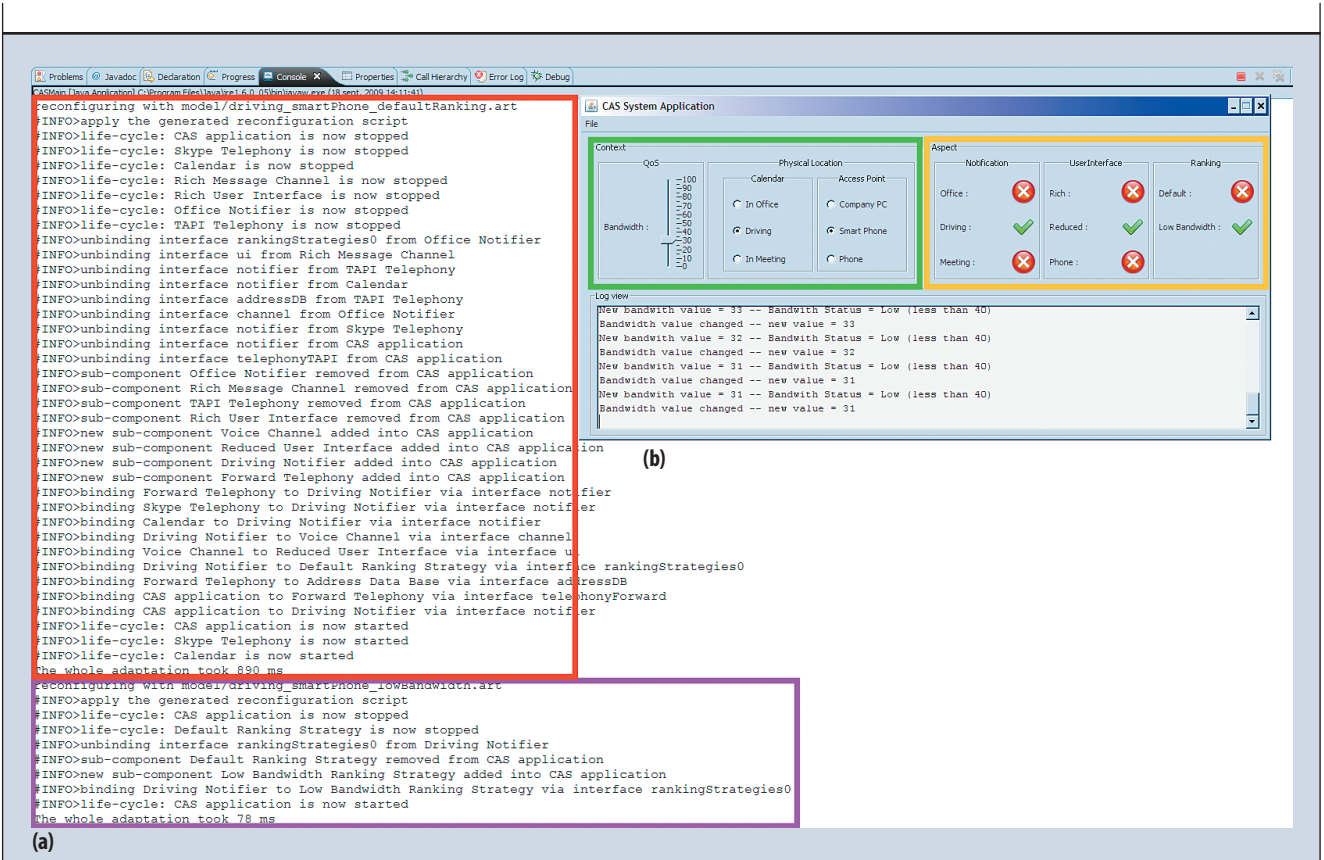 Problems @ Javadoc Declaration Progress Console Properties Call Hierarchy Error Log Debug
CASMain [Java Application] C:\Program Files\Java\jre1.6.0_05\bin\javaw.exe (18 sept. 2009 14:11:41)
reconfiguring with model/driving_smartPhone_defaultRanking.art
#INFO>apply the generated reconfiguration script
#INFO>life-cycle: CAS application is now stopped
#INFO>life-cycle: Skype Telephony is now stopped
#INFO>life-cycle: Calendar is now stopped
#INFO>life-cycle: Rich Message Channel is now stopped
#INFO>life-cycle: Rich User Interface is now stopped
#INFO>life-cycle: Office Notifier is now stopped
#INFO>life-cycle: TAPI Telephony is now stopped
#INFO>unbinding interface rankingStrategies0 from Office Notifier
#INFO>unbinding interface ui from Rich Message Channel
#INFO>unbinding interface notifier from TAPI Telephony
#INFO>unbinding interface notifier from Calendar
#INFO>unbinding interface addressDB from TAPI Telephony
#INFO>unbinding interface channel from Office Notifier
#INFO>unbinding interface notifier from Skype Telephony
#INFO>unbinding interface notifier from CAS application
#INFO>unbinding interface telephonyTAPI from CAS application
#INFO>sub-component Office Notifier removed from CAS application
#INFO>sub-component Rich Message Channel removed from CAS application
#INFO>sub-component TAPI Telephony removed from CAS application
#INFO>sub-component Rich User Interface removed from CAS application
#INFO>new sub-component Voice Channel added into CAS application
#INFO>new sub-component Reduced User Interface added into CAS application
#INFO>new sub-component Driving Notifier added into CAS application
#INFO>new sub-component Forward Telephony added into CAS application
#INFO>binding Forward Telephony to Driving Notifier via interface notifier
#INFO>binding Skype Telephony to Driving Notifier via interface notifier
#INFO>binding Calendar to Driving Notifier via interface notifier
#INFO>binding Driving Notifier to Voice Channel via interface channel
#INFO>binding Voice Channel to Reduced User Interface via interface ui
#INFO>binding Driving Notifier to Default Ranking Strategy via interface rankingStrategies0
#INFO>binding Forward Telephony to Address Data Base via interface addressDB
#INFO>binding CAS application to Forward Telephony via interface telephonyForward
#INFO>binding CAS application to Driving Notifier via interface notifier
#INFO>life-cycle: CAS application is now started
#INFO>life-cycle: Skype Telephony is now started
#INFO>life-cycle: Calendar is now started
The whole adaptation took 890 ms
reconfiguring with model/driving_smartPhone_lowBandwidth.art
#INFO>apply the generated reconfiguration script
#INFO>life-cycle: CAS application is now stopped
#INFO>life-cycle: Default Ranking Strategy is now stopped
#INFO>unbinding interface rankingStrategies0 from Driving Notifier
#INFO>sub-component Default Ranking Strategy removed from CAS application
#INFO>new sub-component Low Bandwidth Ranking Strategy added into CAS application
#INFO>binding Driving Notifier to Low Bandwidth Ranking Strategy via interface rankingStrategies0
#INFO>life-cycle: CAS application is now started
The whole adaptation took 78 ms
(a)
CAS System Application
File
Context
QoS
Bandwidth :
100
90
80
70
60
50
40
30
20
10
0
Physical Location
Calendar
In Office
Driving
In Meeting
Access Point
Company PC
Smart Phone
Phone
Aspect
Notification
Office :
Driving :
Meeting :
UserInterface
Rich :
Reduced :
Phone :
Ranking
Default :
Low Bandwidth :
Log view
New bandwith value = 33 -- Bandwith Status = Low (less than 40)
Bandwidth value changed -- new value = 33
New bandwith value = 32 -- Bandwith Status = Low (less than 40)
Bandwidth value changed -- new value = 32
New bandwith value = 31 -- Bandwith Status = Low (less than 40)
Bandwidth value changed -- new value = 31
New bandwith value = 31 -- Bandwith Status = Low (less than 40)
Bandwidth value changed -- new value = 31
(b)